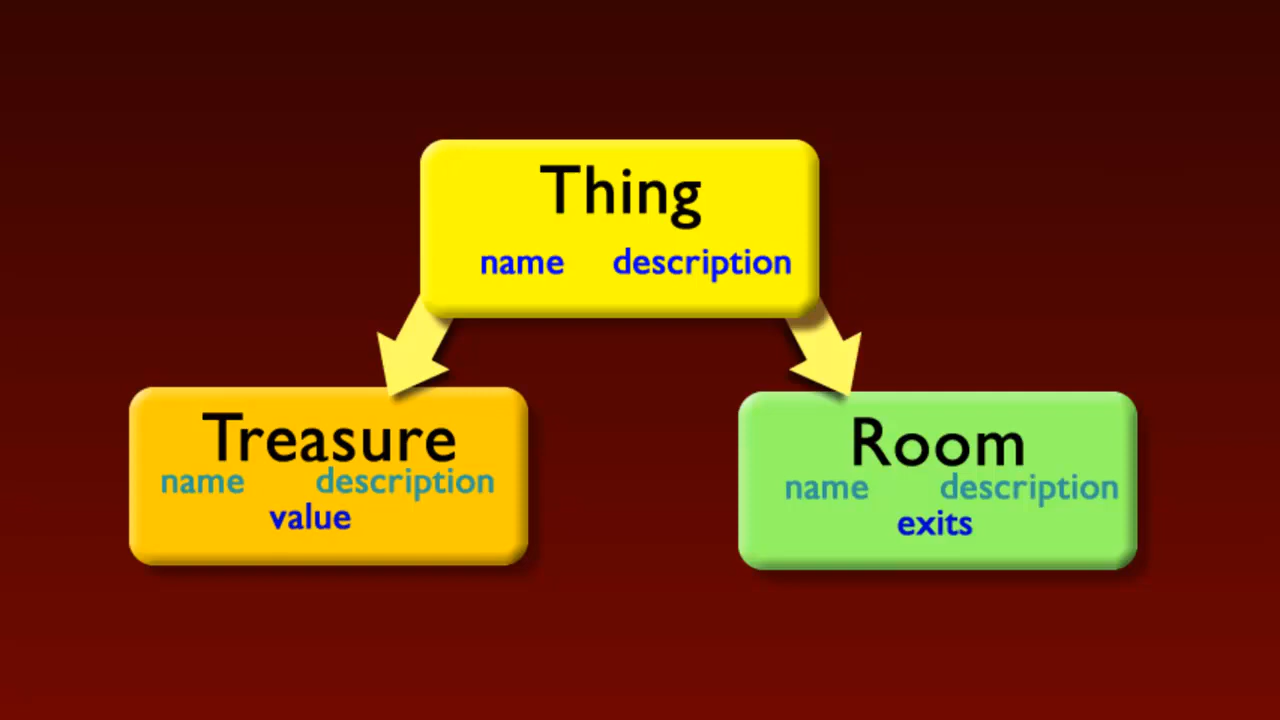 Thing
name description
Treasure
name description
value
Room
name description
exits